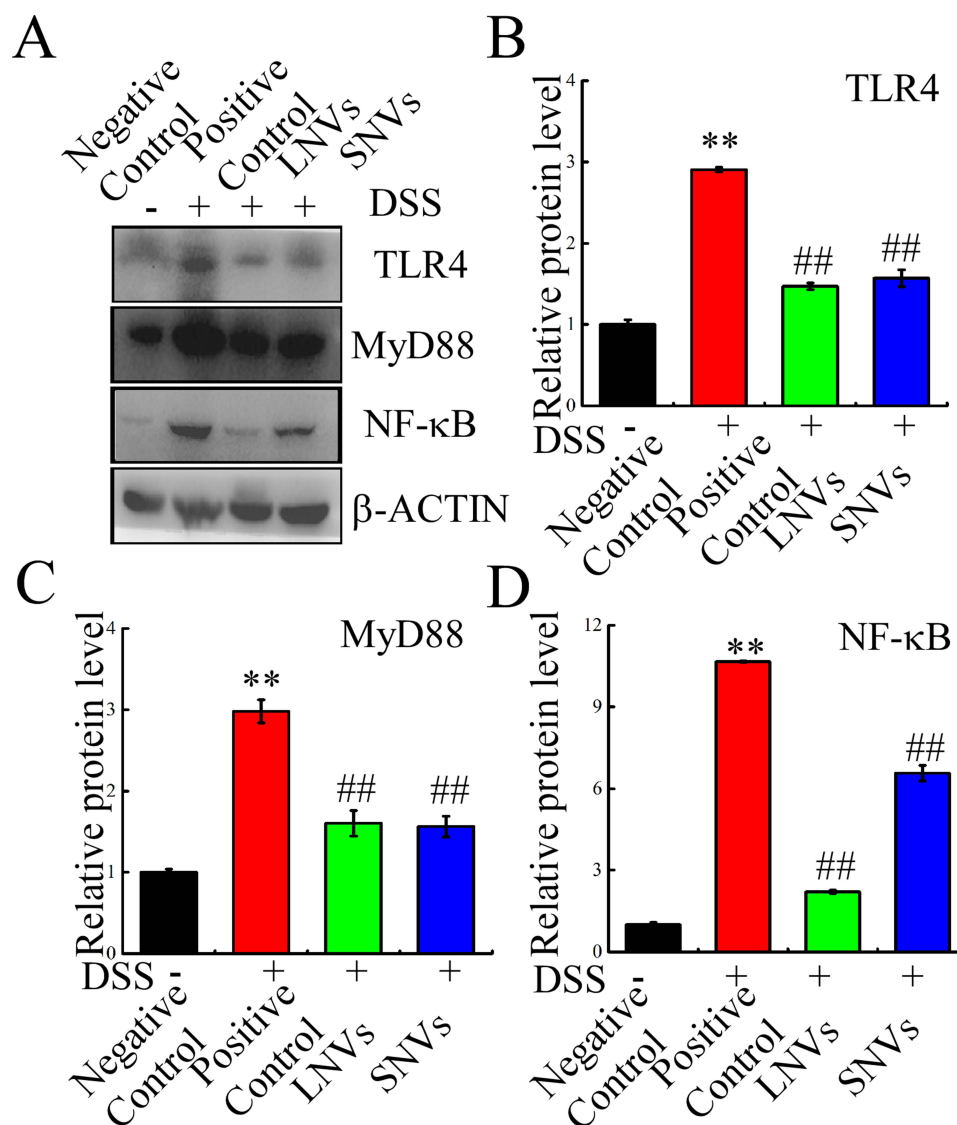 A
Negative
Control
Positive
Control
LNVs
SNVs
- + + + DSS
TLR4
MyD88
NF-κB
β-ACTIN
B
TLR4
Relative protein level
4
3
2
1
0
**
##
##
DSS - + + +
Negative
Control
Positive
Control
LNVs
SNVs
C
MyD88
Relative protein level
4
3
2
1
0
**
##
##
DSS - + + +
Negative
Control
Positive
Control
LNVs
SNVs
D
NF-κB
Relative protein level
12
9
6
3
0
**
##
##
DSS - + + +
Negative
Control
Positive
Control
LNVs
SNVs